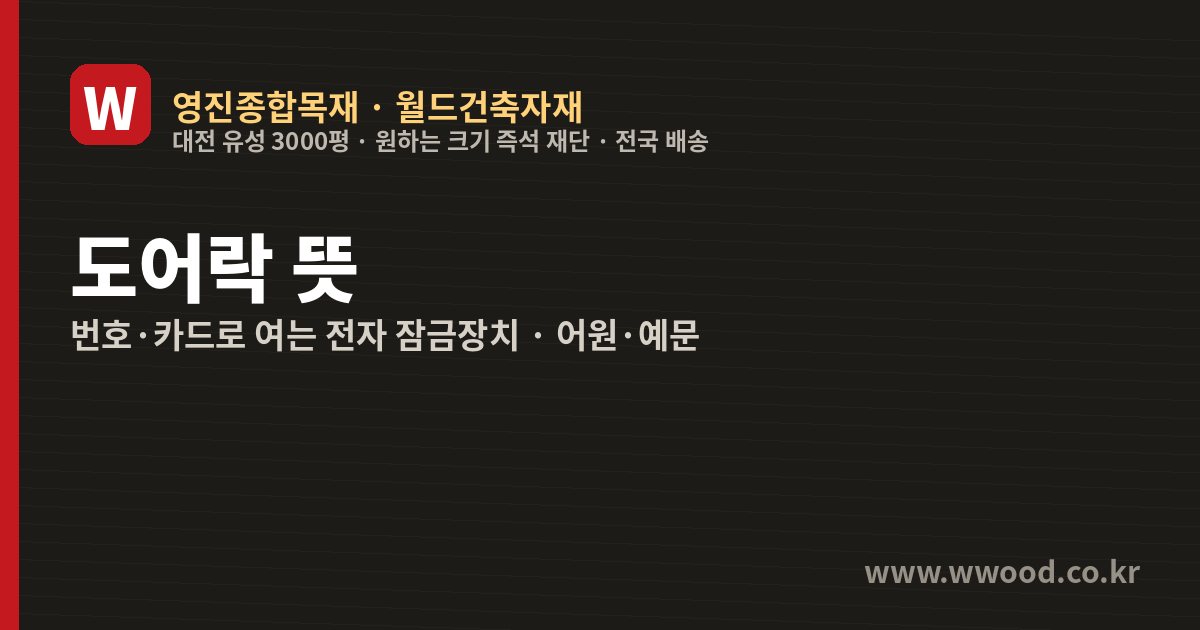 W
영진종합목재 · 월드건축자재
대전 유성 3000평 · 원하는 크기 즉석 재단 · 전국 배송
도어락 뜻
번호·카드로 여는 전자 잠금장치 · 어원·예문
www.wwood.co.kr